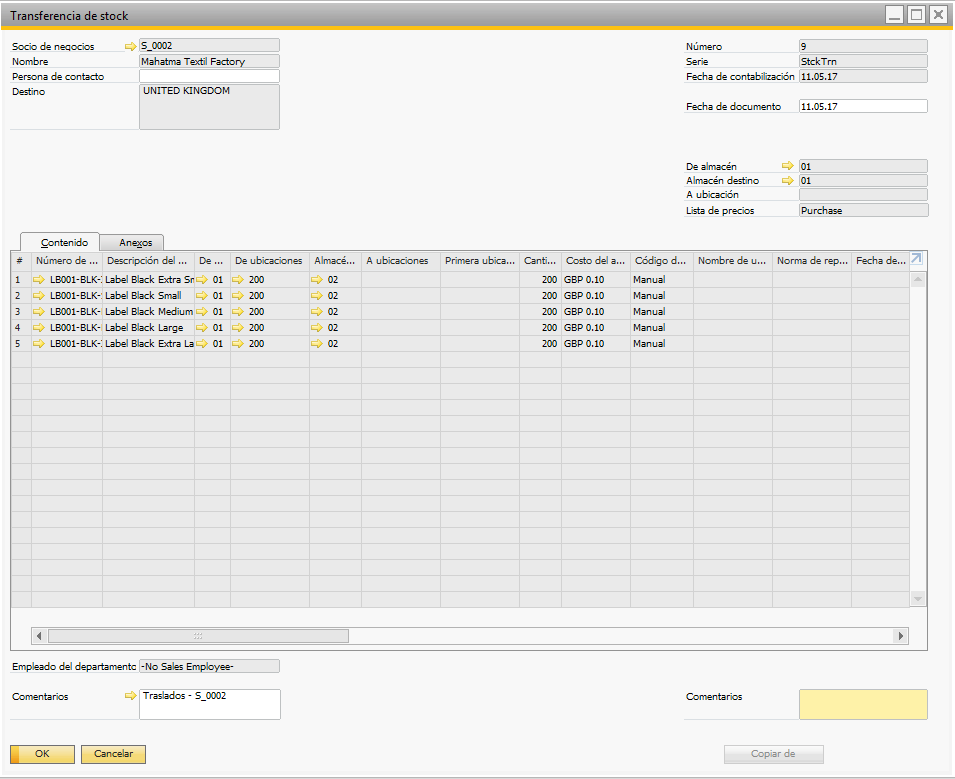 Transferencia de stock
Socio de negocios S_0002
Nombre Mahatma Textil Factory
Persona de contacto
Destino UNITED KINGDOM
Número 9
Serie StckTrn
Fecha de contabilización 11.05.17
Fecha de documento 11.05.17
De almacén 01
Almacén destino 01
A ubicación
Lista de precios Purchase
Contenido Anexos
# Número de ... Descripción del ... De ... De ubicaciones Almacé... A ubicaciones Primera ubica... Canti... Costo del a... Código d... Nombre de u... Norma de rep... Fecha de...
1 LB001-BLK- Label Black Extra Sm 01 200 02 200 GBP 0.10 Manual
2 LB001-BLK- Label Black Small 01 200 02 200 GBP 0.10 Manual
3 LB001-BLK- Label Black Medium 01 200 02 200 GBP 0.10 Manual
4 LB001-BLK- Label Black Large 01 200 02 200 GBP 0.10 Manual
5 LB001-BLK- Label Black Extra La 01 200 02 200 GBP 0.10 Manual
Empleado del departamento -No Sales Employee-
Comentarios Traslados - S_0002
Comentarios
OK Cancelar Copiar de